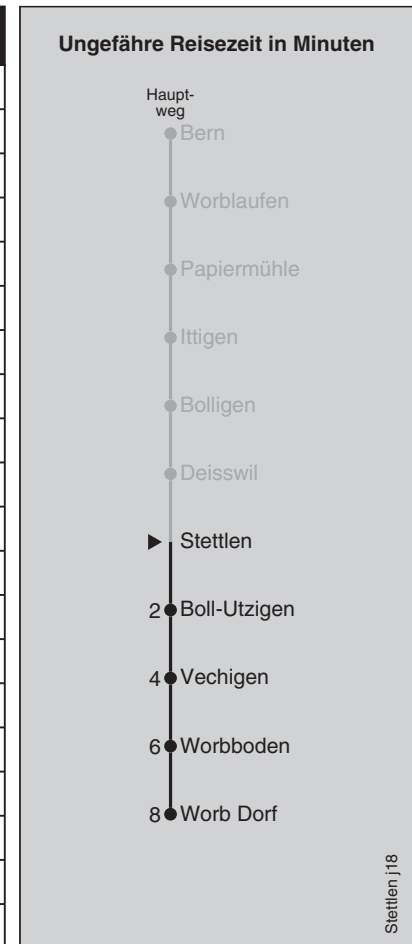 Ungefähre Reisezeit in Minuten
Haupt-
weg
Bern
Worblaufen
Papiermühle
Ittigen
Bolligen
Deisswil
Stettlen
2 Boll-Utzigen
4 Vechigen
6 Worbboden
8 Worb Dorf
Stettlen j18